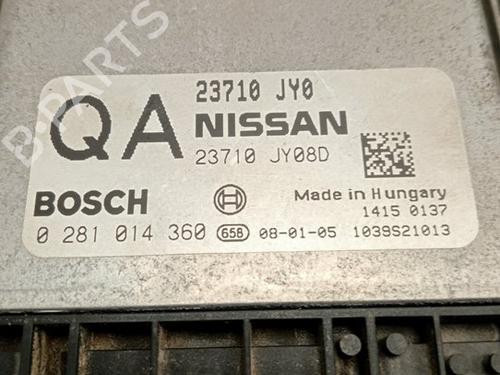 B-PARTS
23710 JY0
QA NISSAN
23710 JY08D
BOSCH
Made in Hungary
1415 0137
0 281 014 360 65B 08-01-05 1039S21013